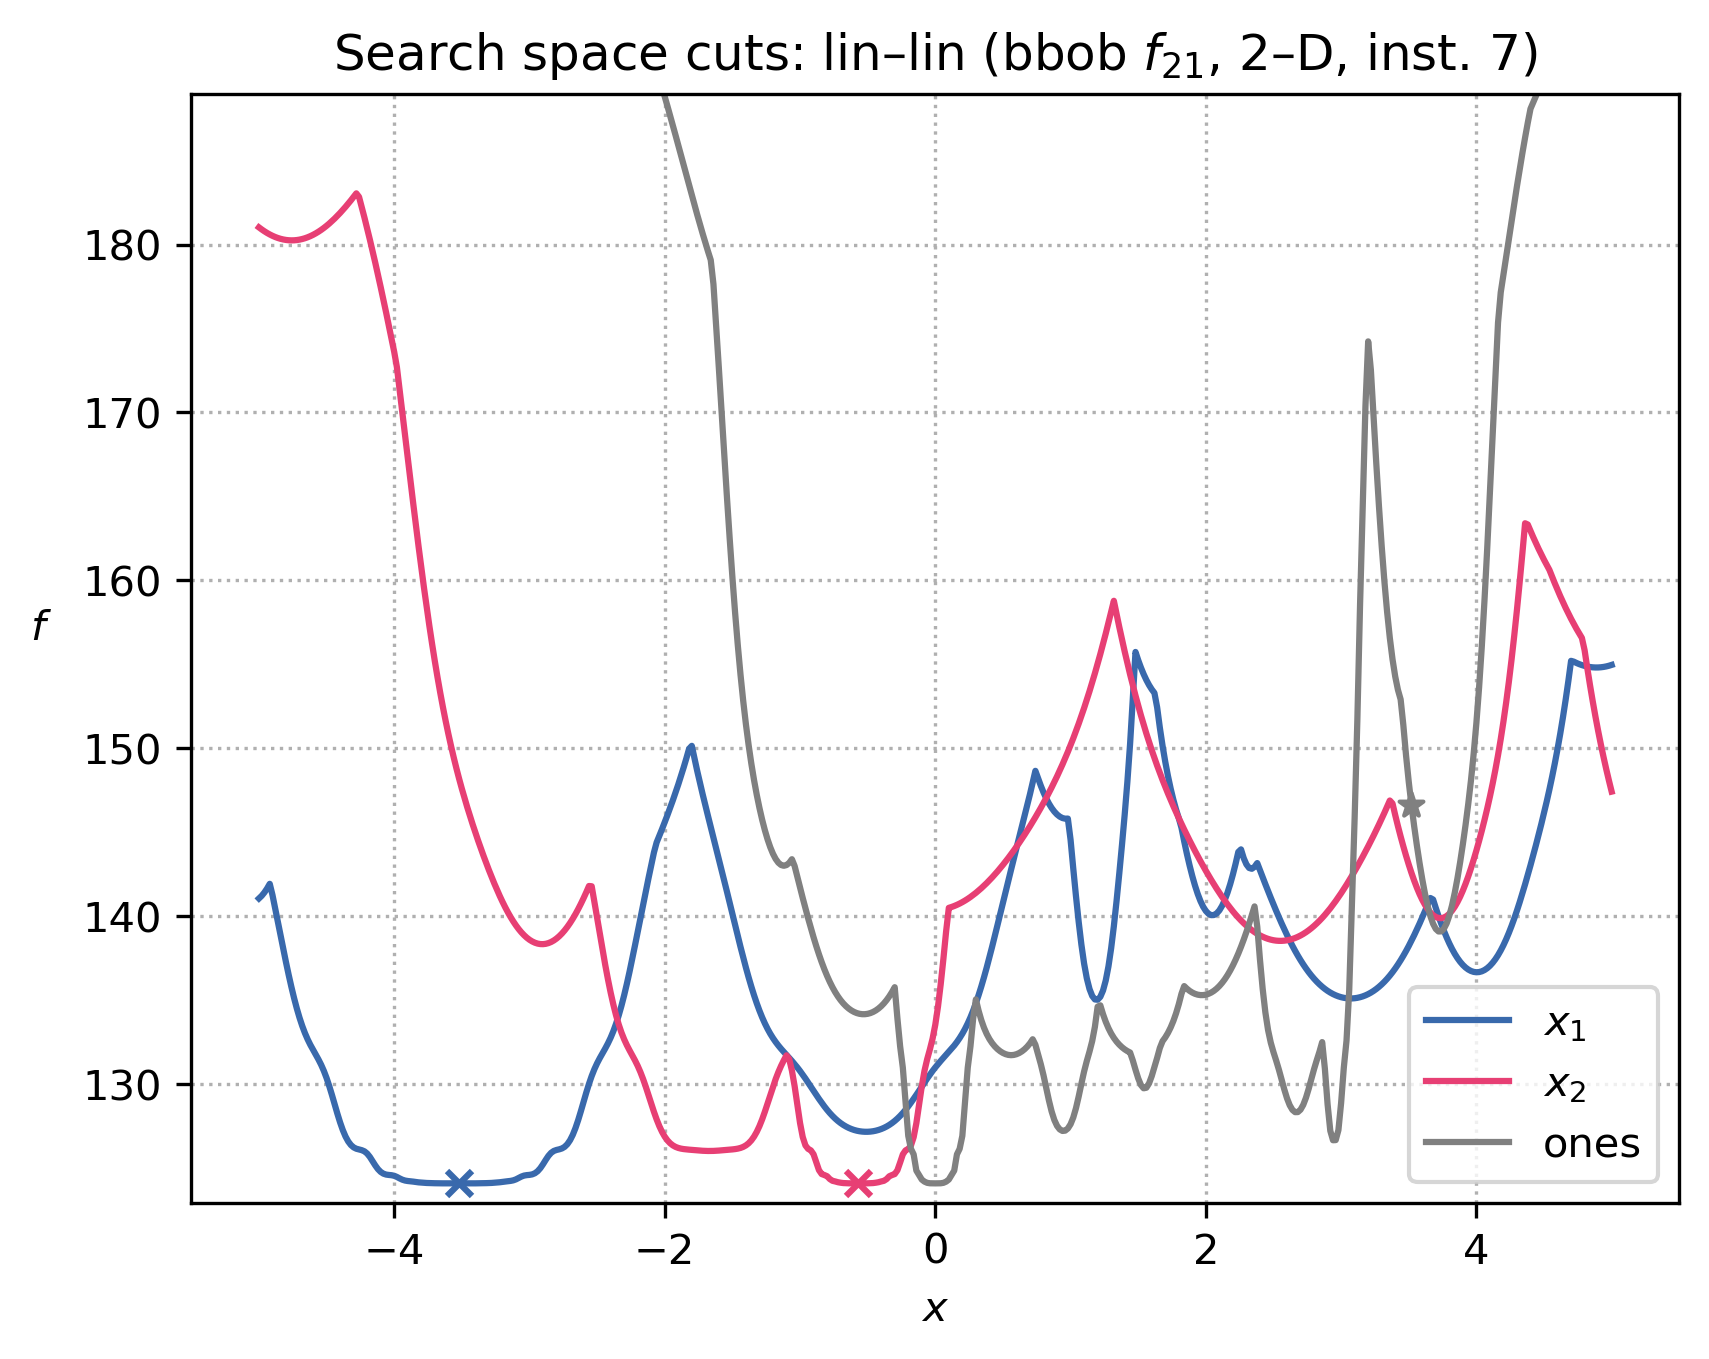 Search space cuts: lin–lin (bbob f₂₁, 2–D, inst. 7)
f
180
170
160
150
140
130
−4 −2 0 2 4
x
x₁
x₂
ones